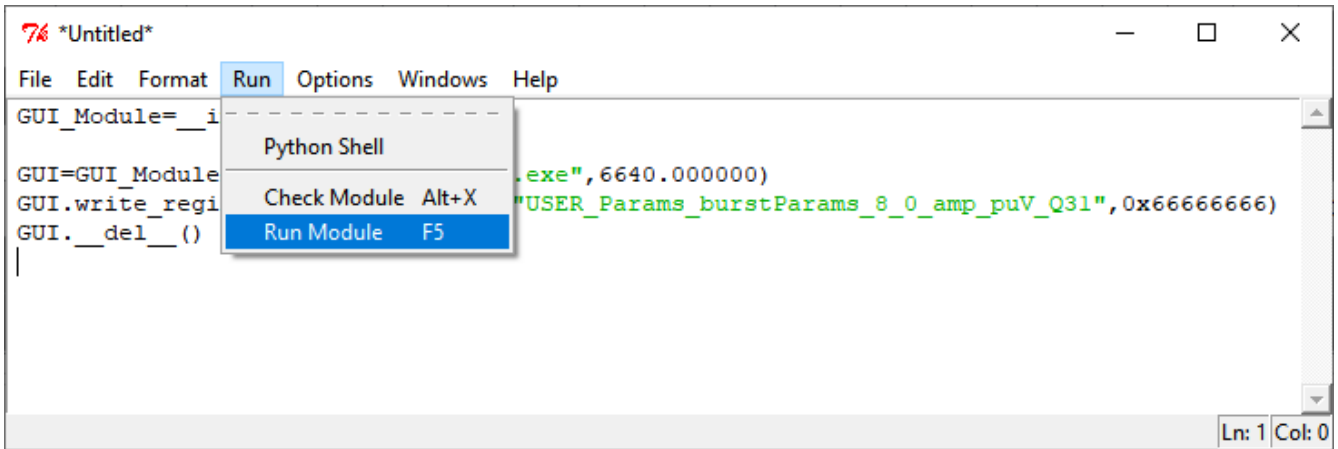 *Untitled*
File Edit Format Run Options Windows Help
GUI_Module=__i
Python Shell
GUI=GUI_Module .exe",6640.000000)
Check Module Alt+X
GUI.write_regi "USER_Params_burstParams_8_0_amp_puV_Q31",0x66666666)
Run Module F5
GUI.__del__()
Ln: 1 Col: 0